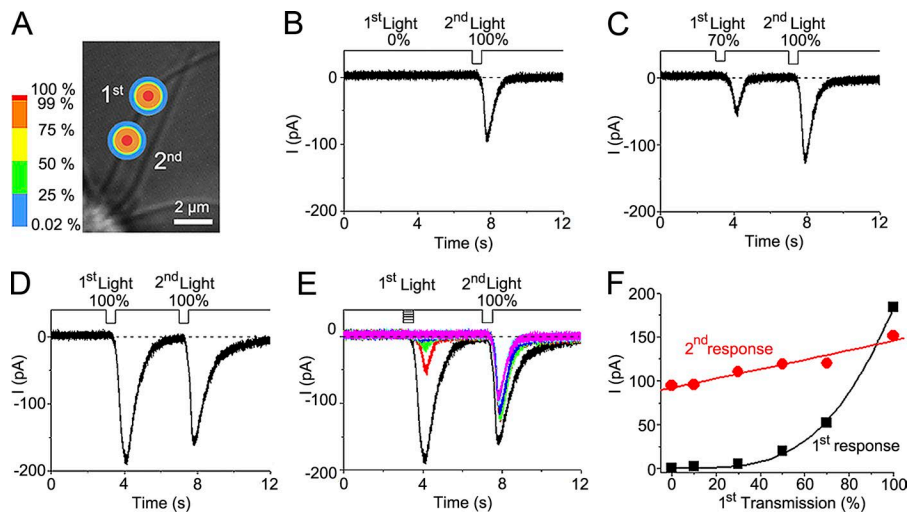 A
100 %
99 %
75 %
50 %
25 %
0.02 %
1st
2nd
2 µm
B
1st Light 2nd Light
0% 100%
I (pA)
0
-100
-200
0 4 8 12
Time (s)
C
1st Light 2nd Light
70% 100%
I (pA)
0
-100
-200
0 4 8 12
Time (s)
D
1st Light 2nd Light
100% 100%
I (pA)
0
-100
-200
0 4 8 12
Time (s)
E
1st Light 2nd Light
100%
I (pA)
0
-100
-200
0 4 8 12
Time (s)
F
I (pA)
200
150
100
50
0
2nd response
1st response
0 20 40 60 80 100
1st Transmission (%)